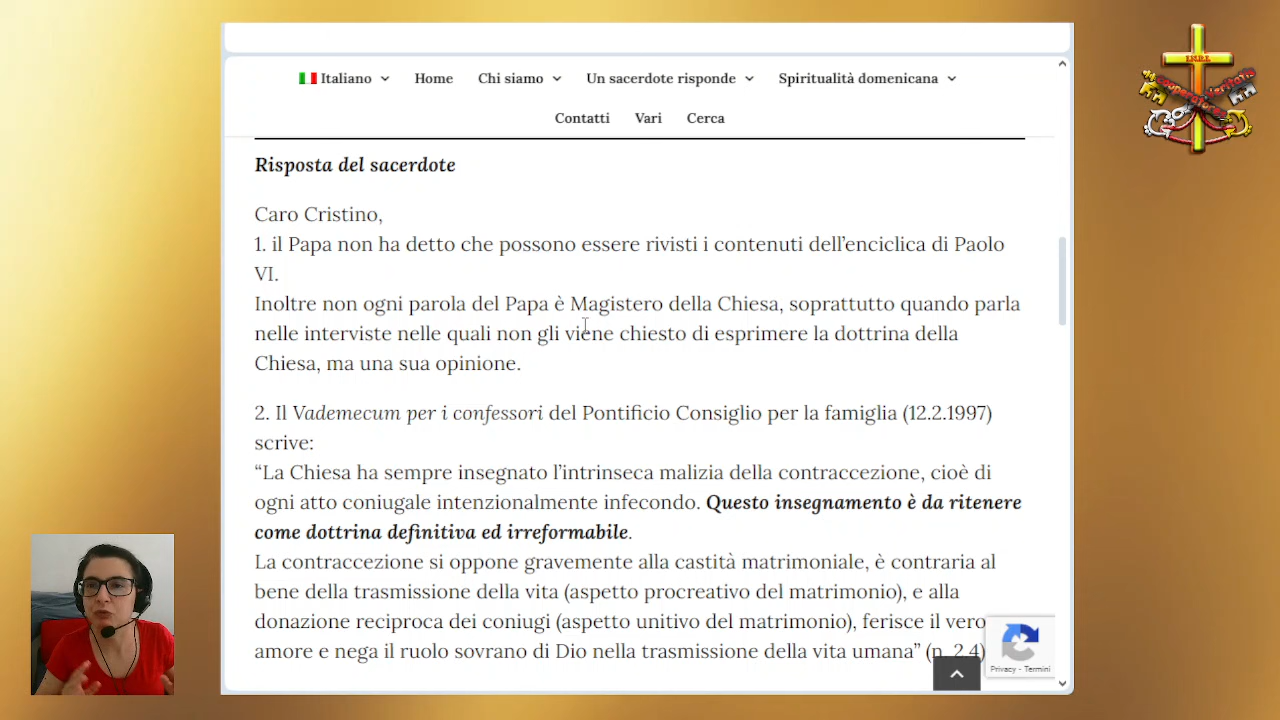 Italiano
Home
Chi siamo
Un sacerdote risponde
Spiritualità domenicana
Contatti
Vari
Cerca
I.N.R.I.
Cooperatores Veritatis
Risposta del sacerdote
Caro Cristino,
1. il Papa non ha detto che possono essere rivisti i contenuti dell’enciclica di Paolo
VI.
Inoltre non ogni parola del Papa è Magistero della Chiesa, soprattutto quando parla
nelle interviste nelle quali non gli viene chiesto di esprimere la dottrina della
Chiesa, ma una sua opinione.
2. Il Vademecum per i confessori del Pontificio Consiglio per la famiglia (12.2.1997)
scrive:
“La Chiesa ha sempre insegnato l’intrinseca malizia della contraccezione, cioè di
ogni atto coniugale intenzionalmente infecondo. Questo insegnamento è da ritenere
come dottrina definitiva ed irreformabile.
La contraccezione si oppone gravemente alla castità matrimoniale, è contraria al
bene della trasmissione della vita (aspetto procreativo del matrimonio), e alla
donazione reciproca dei coniugi (aspetto unitivo del matrimonio), ferisce il vero
amore e nega il ruolo sovrano di Dio nella trasmissione della vita umana” (n. 2,4)
Privacy - Termini